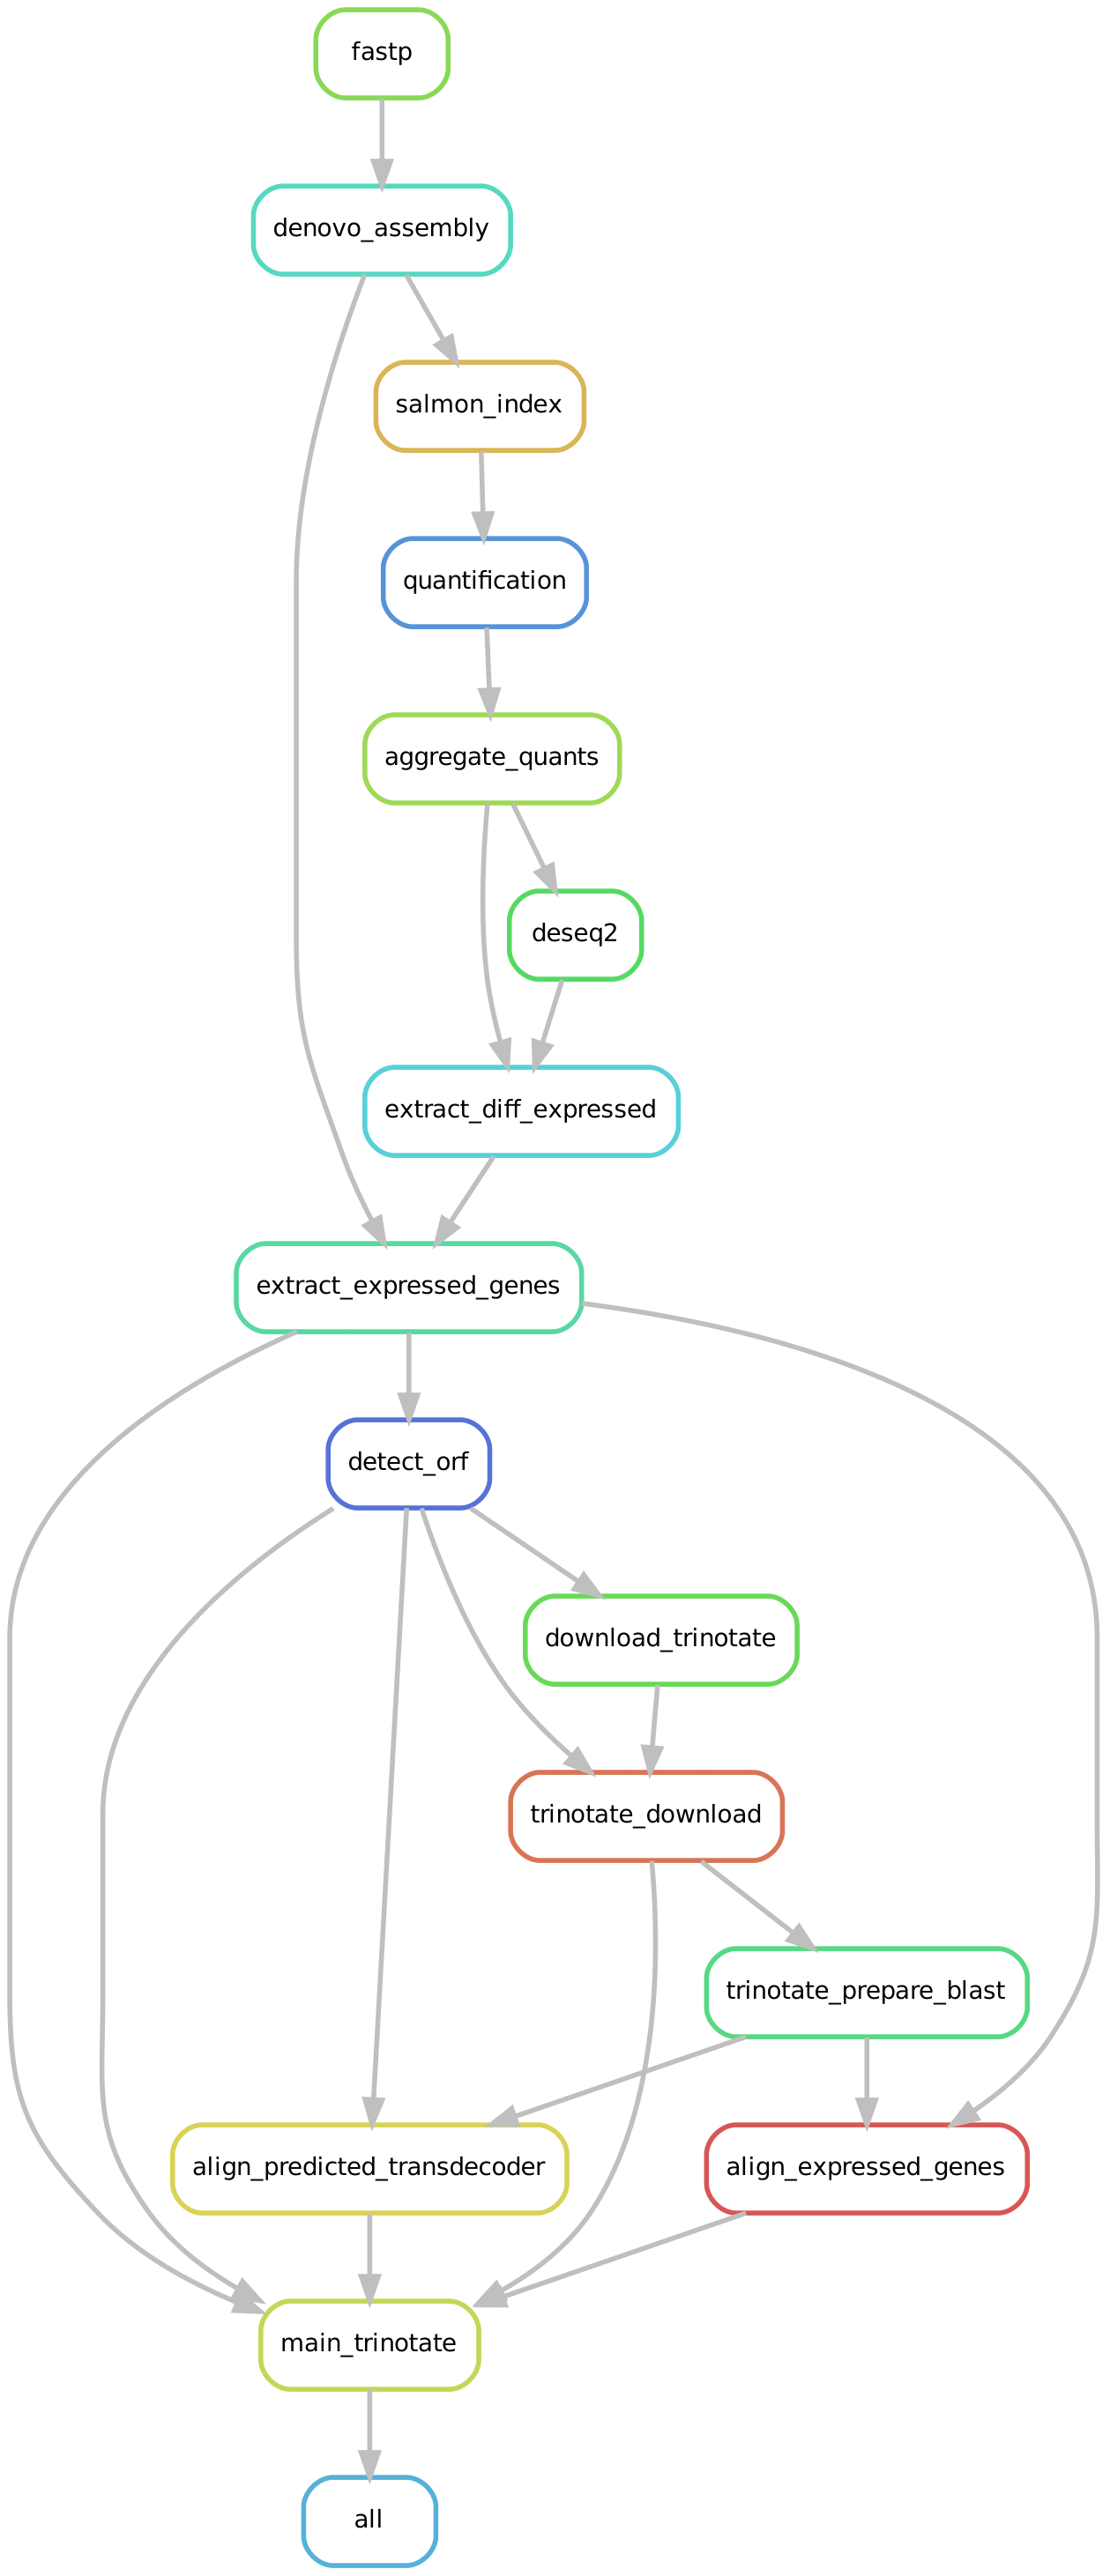 fastp
denovo_assembly
salmon_index
quantification
aggregate_quants
deseq2
extract_diff_expressed
extract_expressed_genes
detect_orf
download_trinotate
trinotate_download
trinotate_prepare_blast
align_predicted_transdecoder
align_expressed_genes
main_trinotate
all